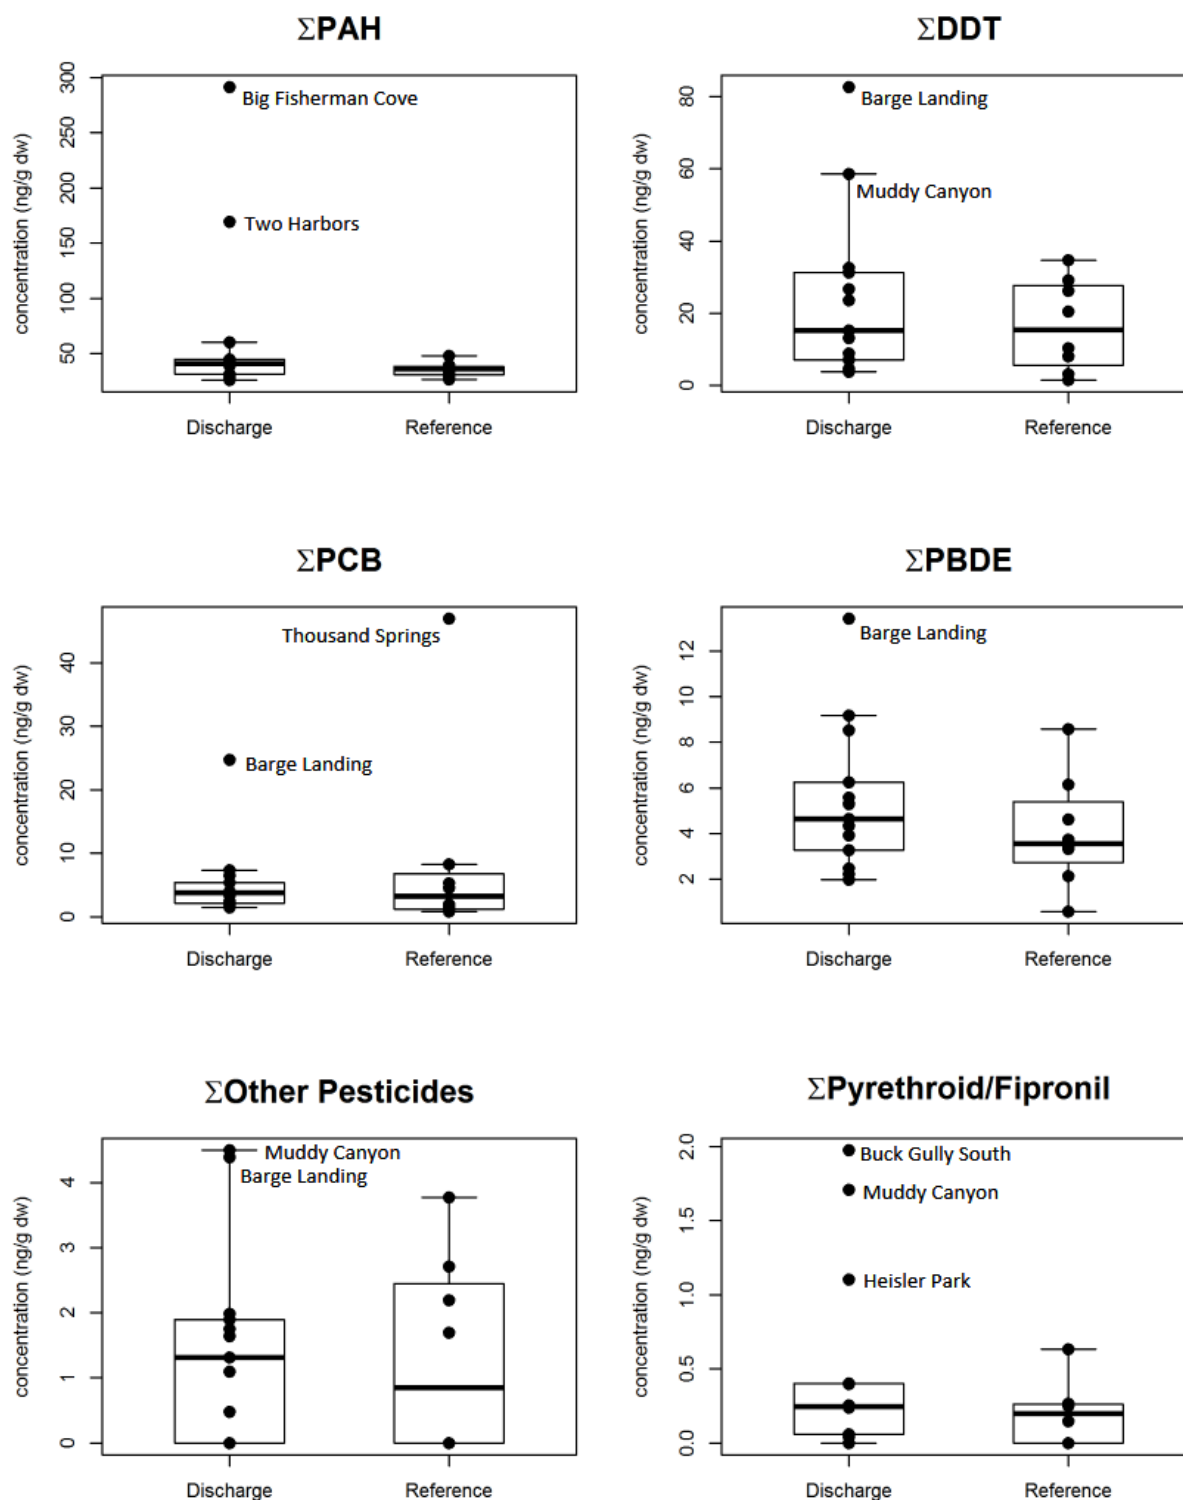 ΣPAH
concentration (ng/g dw)
300
250
200
150
100
50
Big Fisherman Cove
Two Harbors
Discharge
Reference
ΣDDT
concentration (ng/g dw)
80
60
40
20
0
Barge Landing
Muddy Canyon
Discharge
Reference
ΣPCB
concentration (ng/g dw)
40
30
20
10
0
Thousand Springs
Barge Landing
Discharge
Reference
ΣPBDE
concentration (ng/g dw)
12
10
8
6
4
2
Barge Landing
Discharge
Reference
ΣOther Pesticides
concentration (ng/g dw)
4
3
2
1
0
Muddy Canyon
Barge Landing
Discharge
Reference
ΣPyrethroid/Fipronil
concentration (ng/g dw)
2.0
1.5
1.0
0.5
0.0
Buck Gully South
Muddy Canyon
Heisler Park
Discharge
Reference